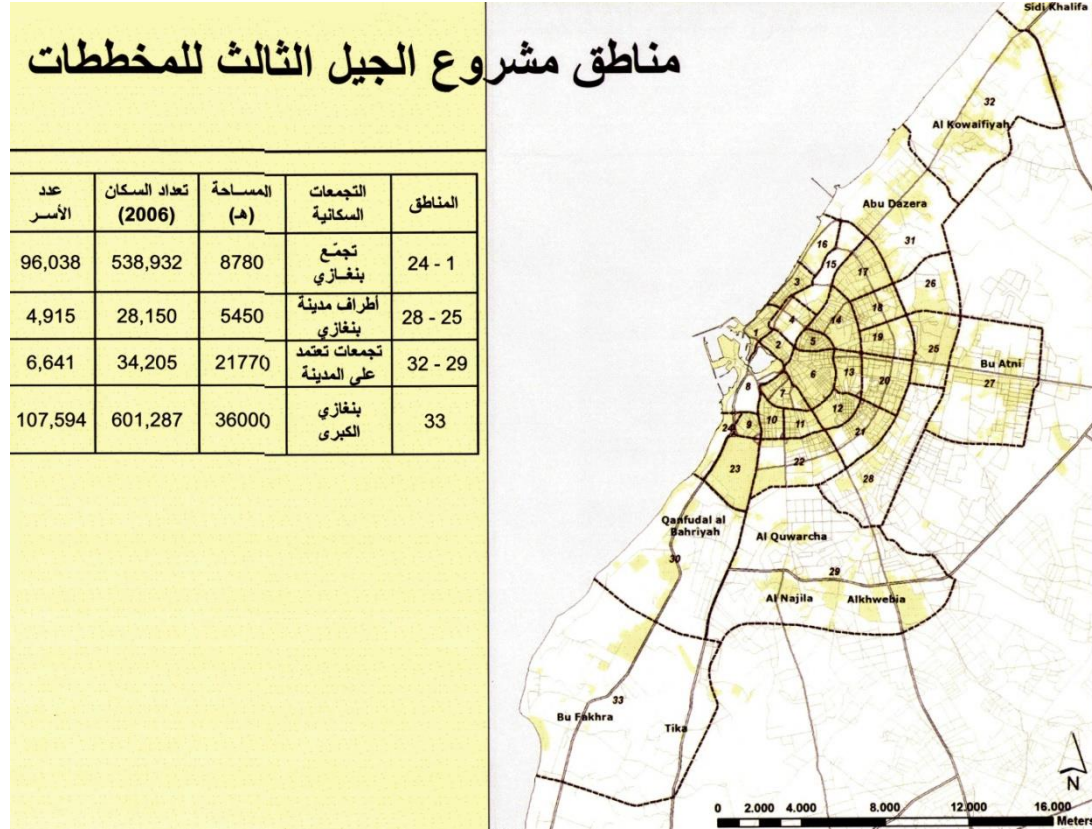 مناطق مشروع الجيل الثالث للمخططات
المناطق التجمعات السكانية المساحة (هـ) تعداد السكان (2006) عدد الأسر
1 - 24 تجمّع بنغازي 8780 538,932 96,038
25 - 28 أطراف مدينة بنغازي 5450 28,150 4,915
29 - 32 تجمعات تعتمد على المدينة 21770 34,205 6,641
33 بنغازي الكبرى 36000 601,287 107,594
Sidi Khalifa
32
Al Kowaifiyah
Abu Dazera
31
16
15
17
26
3
18
4
14
1
2
5
19
25
Bu Atni
6
13
20
27
8
7
12
24
9
10
11
21
22
23
28
Qanfudal al
Bahriyah
Al Quwarcha
30
29
Al Najila
Alkhwebia
33
Bu Fakhra
Tika
N
0 2.000 4.000 8.000 12.000 16.000
Meters